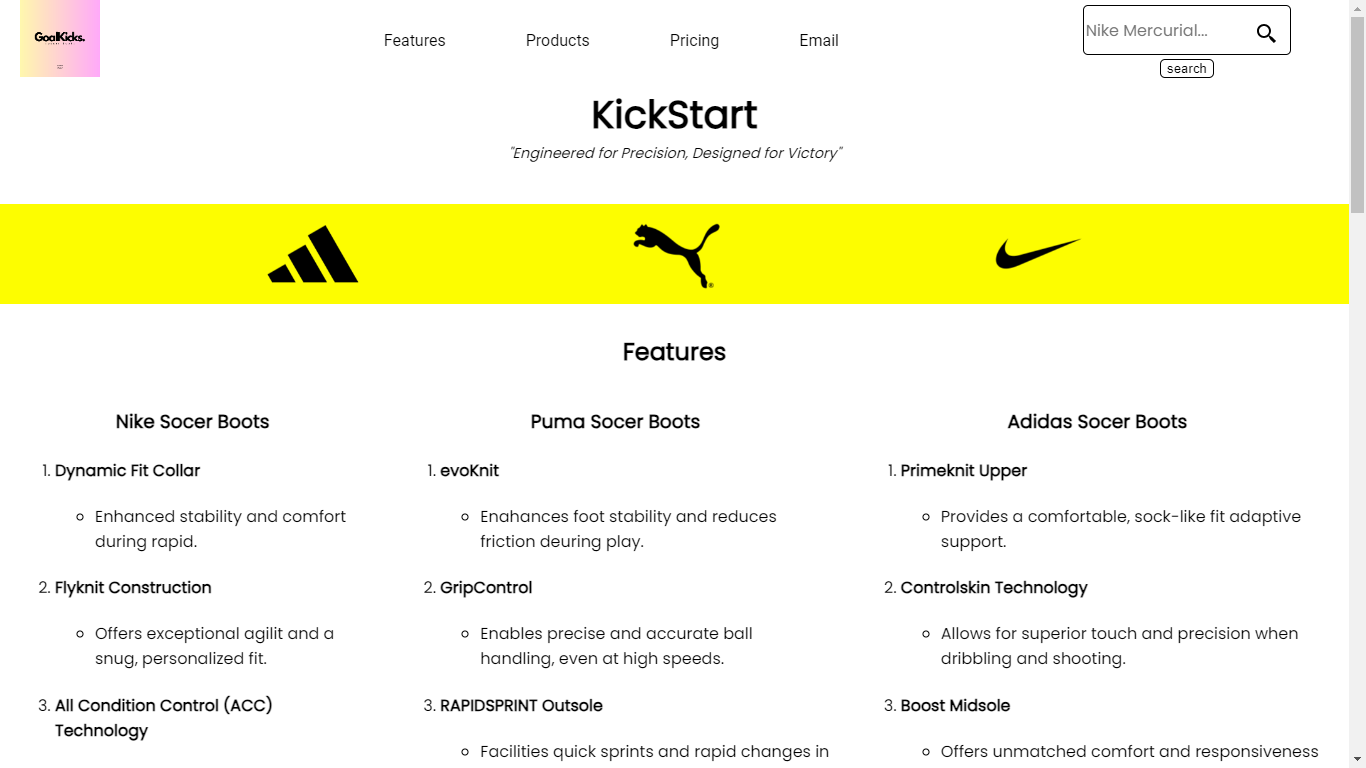 GoalKicks.
Features
Products
Pricing
Email
Nike Mercurial...
search
KickStart
"Engineered for Precision, Designed for Victory"
Features
Nike Socer Boots
1. Dynamic Fit Collar
Enhanced stability and comfort
during rapid.
2. Flyknit Construction
Offers exceptional agilit and a
snug, personalized fit.
3. All Condition Control (ACC)
Technology
Puma Socer Boots
1. evoKnit
Enahances foot stability and reduces
friction deuring play.
2. GripControl
Enables precise and accurate ball
handling, even at high speeds.
3. RAPIDSPRINT Outsole
Facilities quick sprints and rapid changes in
Adidas Socer Boots
1. Primeknit Upper
Provides a comfortable, sock-like fit adaptive
support.
2. Controlskin Technology
Allows for superior touch and precision when
dribbling and shooting.
3. Boost Midsole
Offers unmatched comfort and responsiveness